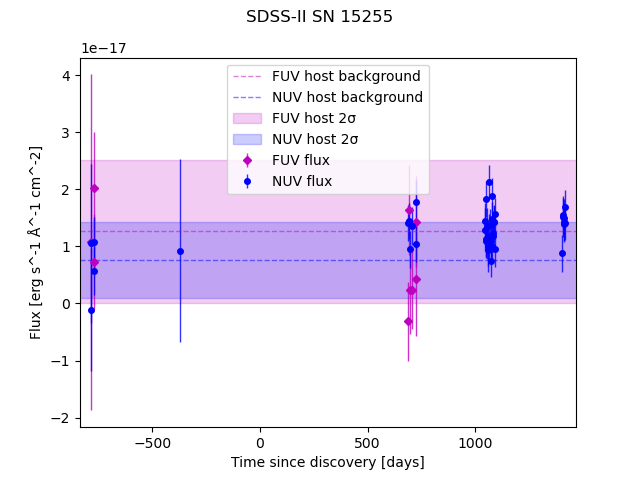 SDSS-II SN 15255
1e−17
FUV host background
NUV host background
FUV host 2σ
NUV host 2σ
FUV flux
NUV flux
4
3
2
1
0
−1
−2
Flux [erg s^-1 Å^-1 cm^-2]
−500
0
500
1000
Time since discovery [days]